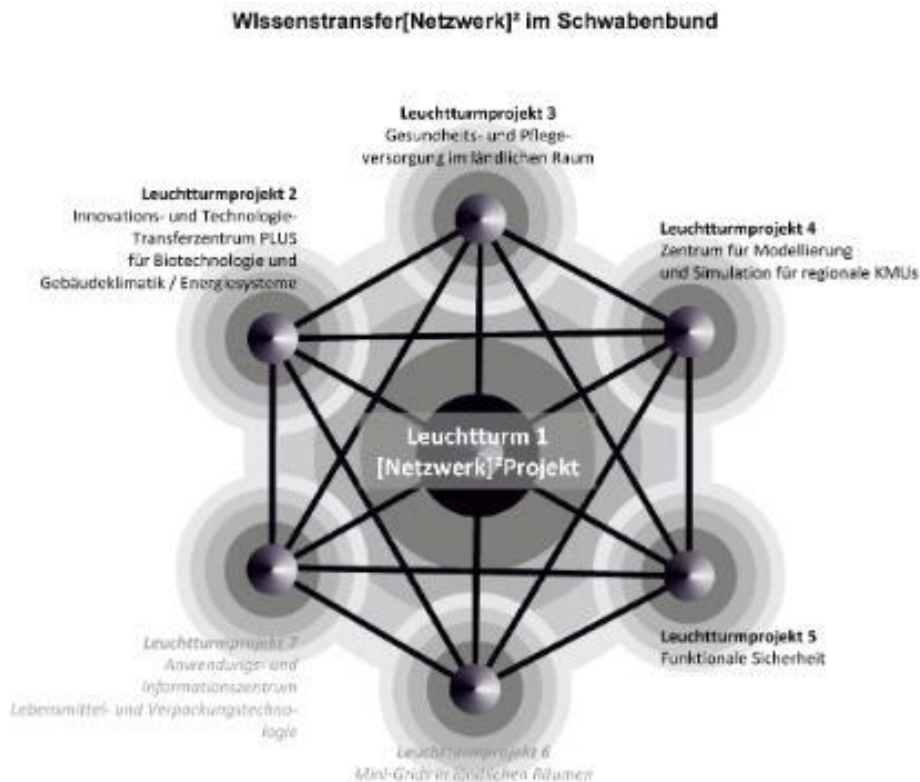 Wissenstransfer[Netzwerk]² im Schwabenbund
Leuchtturmprojekt 3
Gesundheits- und Pflege-
versorgung im ländlichen Raum
Leuchtturmprojekt 2
Innovations- und Technologie-
Transferzentrum PLUS
für Biotechnologie und
Gebäudeklimatik / Energiesysteme
Leuchtturmprojekt 4
Zentrum für Modellierung
und Simulation für regionale KMUs
Leuchtturm 1
[Netzwerk]²Projekt
Leuchtturmprojekt 5
Funktionale Sicherheit
Leuchtturmprojekt 7
Anwendungs- und
Informationszentrum
Lebensmittel- und Verpackungstechno-
logie
Leuchtturmprojekt 6
Mini-Grids in ländlichen Räumen